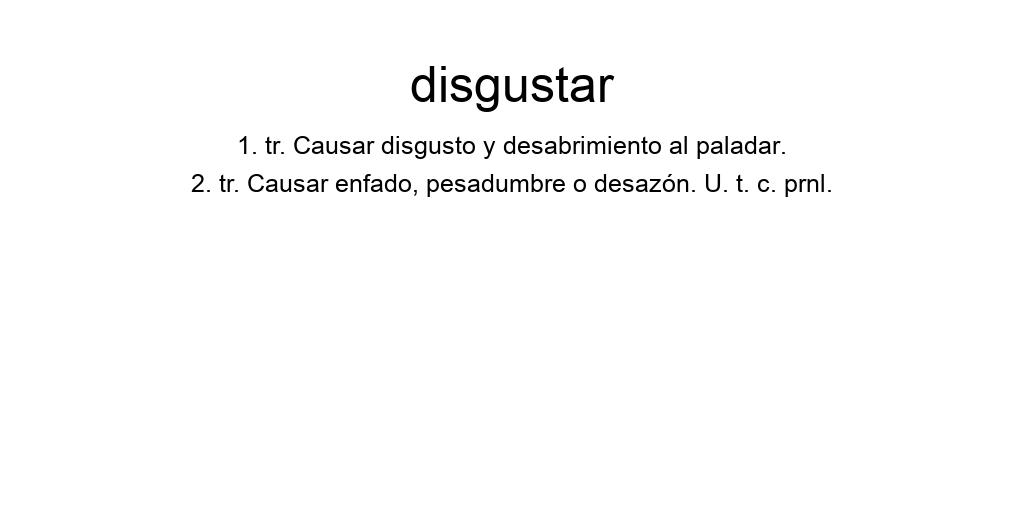 disgustar
1. tr. Causar disgusto y desabrimiento al paladar.
2. tr. Causar enfado, pesadumbre o desazón. U. t. c. prnl.